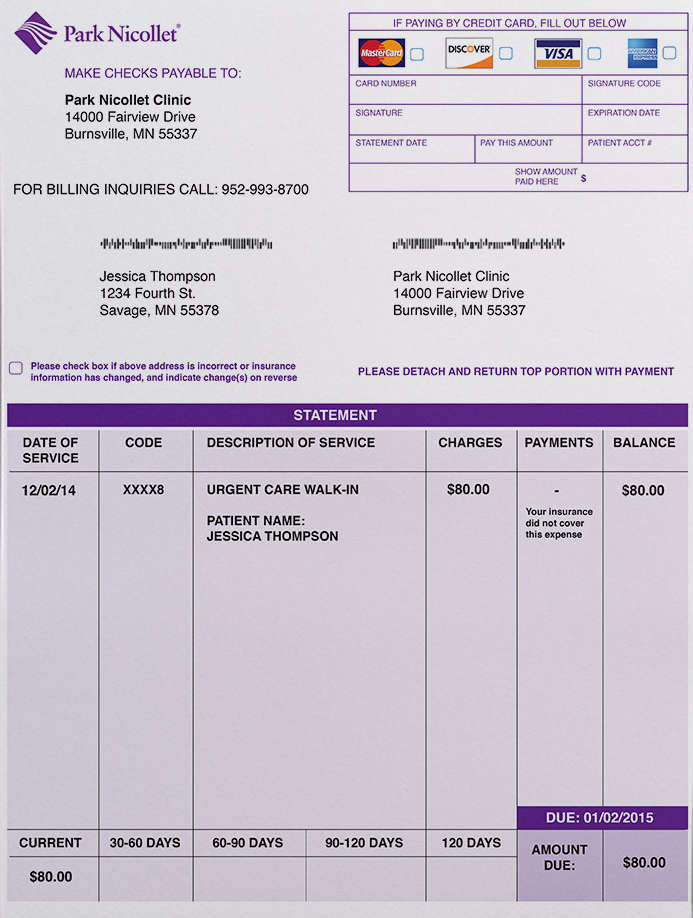 Park Nicollet®
MAKE CHECKS PAYABLE TO:
Park Nicollet Clinic
14000 Fairview Drive
Burnsville, MN 55337
FOR BILLING INQUIRIES CALL: 952-993-8700
IF PAYING BY CREDIT CARD, FILL OUT BELOW
MasterCard DISCOVER VISA AMERICAN EXPRESS
CARD NUMBER SIGNATURE CODE
SIGNATURE EXPIRATION DATE
STATEMENT DATE PAY THIS AMOUNT PATIENT ACCT #
SHOW AMOUNT
PAID HERE $
Jessica Thompson
1234 Fourth St.
Savage, MN 55378
Park Nicollet Clinic
14000 Fairview Drive
Burnsville, MN 55337
Please check box if above address is incorrect or insurance
information has changed, and indicate change(s) on reverse
PLEASE DETACH AND RETURN TOP PORTION WITH PAYMENT
STATEMENT
DATE OF
SERVICE
CODE
DESCRIPTION OF SERVICE
CHARGES
PAYMENTS
BALANCE
12/02/14 XXXX8 URGENT CARE WALK-IN $80.00 - $80.00
PATIENT NAME:
JESSICA THOMPSON
Your insurance
did not cover
this expense
DUE: 01/02/2015
CURRENT 30-60 DAYS 60-90 DAYS 90-120 DAYS 120 DAYS
$80.00
AMOUNT
DUE:
$80.00